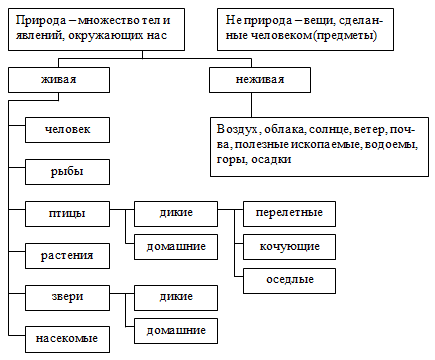 Природа – множество тел и
явлений, окружающих нас
Не природа – вещи, сделан-
ные человеком (предметы)
живая
неживая
человек
Воздух, облака, солнце, ветер, поч-
ва, полезные ископаемые, водоемы,
горы, осадки
рыбы
птицы
дикие
перелетные
домашние
кочующие
растения
оседлые
звери
дикие
домашние
насекомые